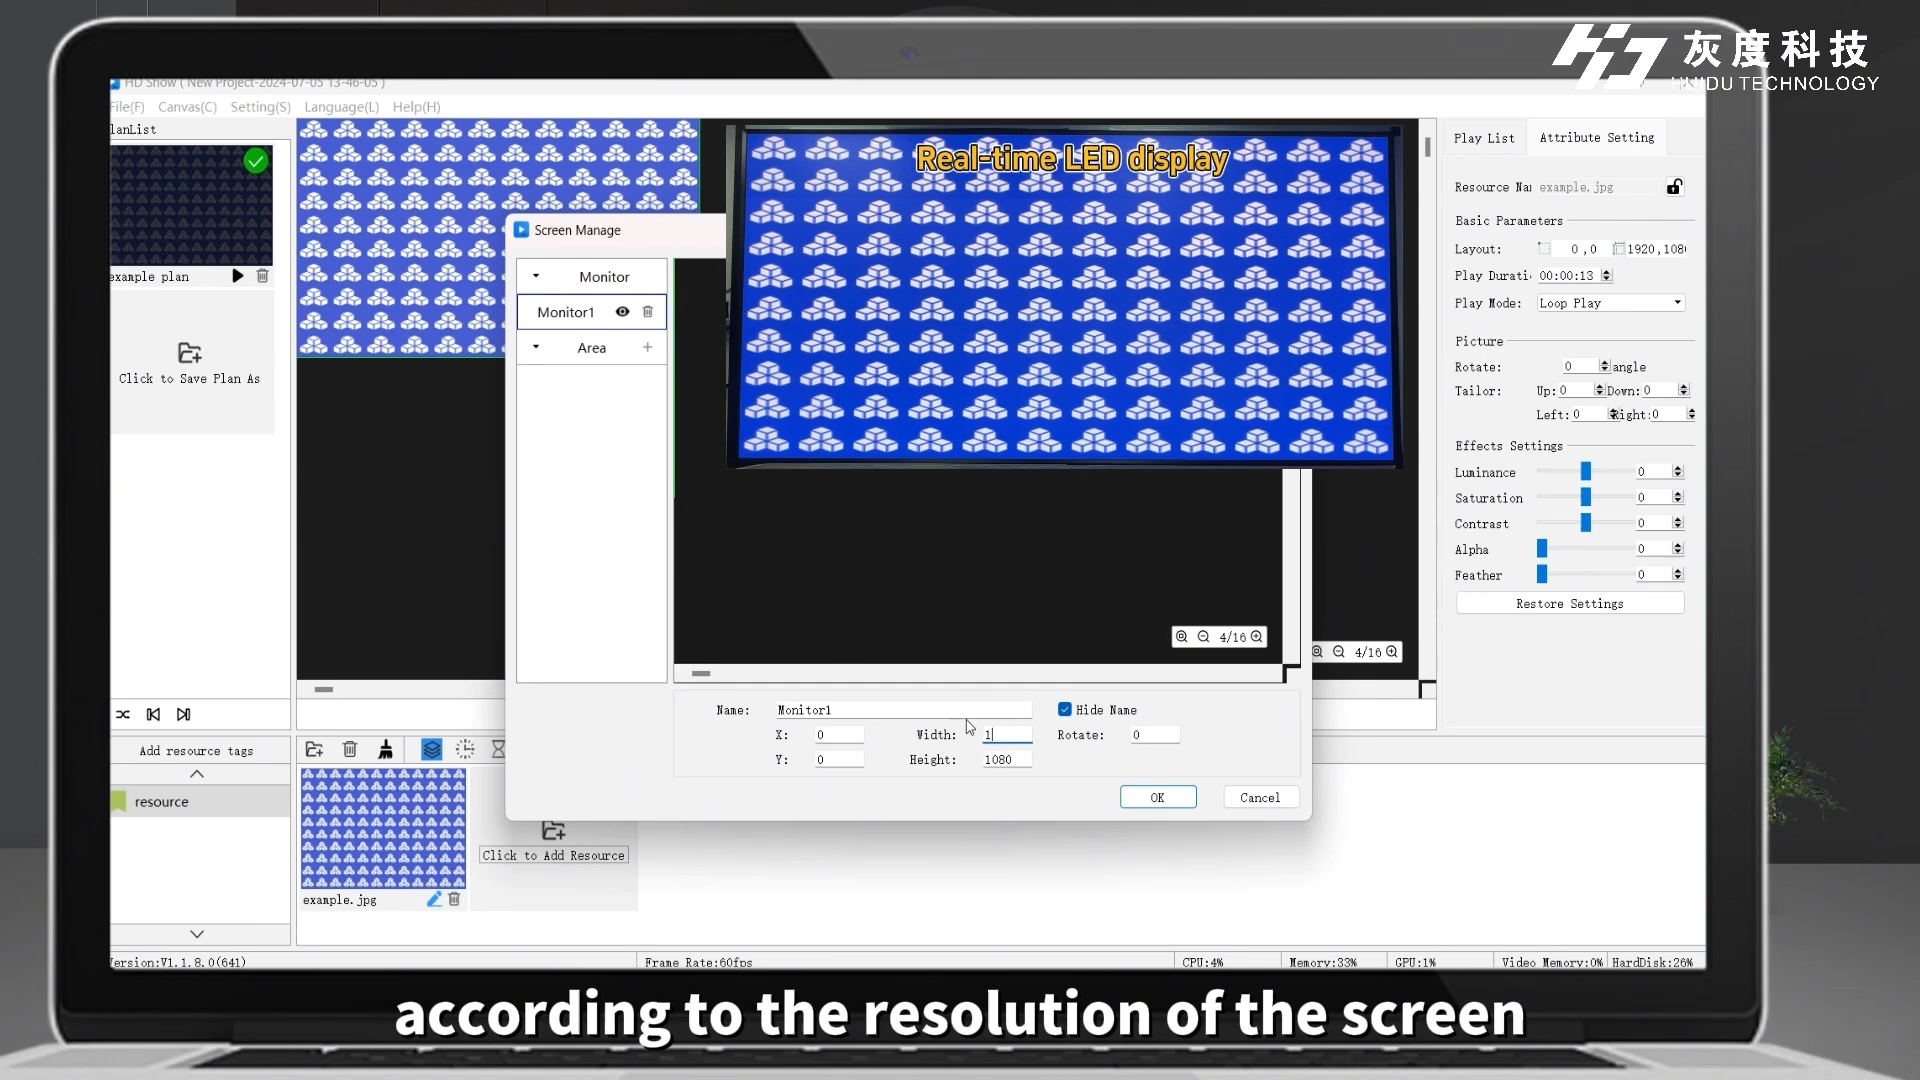 灰度科技
HUIDU TECHNOLOGY
HD Show ( New Project-2024-07-05 13-46-05 )
File(F) Canvas(C) Setting(S) Language(L) Help(H)
lanList
example plan
Click to Save Plan As
Real-time LED display
Screen Manage
Monitor
Monitor1
Area
4/16
4/16
Name: Monitor1 Hide Name
X: 0 Width: 1 Rotate: 0
Y: 0 Height: 1080
OK Cancel
Play List Attribute Setting
Resource Na example.jpg
Basic Parameters
Layout: 0 ,0 1920,108
Play Durati 00:00:13
Play Mode: Loop Play
Picture
Rotate: 0 angle
Tailor: Up:0 Down:0
Left:0 Right:0
Effects Settings
Luminance 0
Saturation 0
Contrast 0
Alpha 0
Feather 0
Restore Settings
Add resource tags
resource
example.jpg
Click to Add Resource
Version:V1.1.8.0(641) Frame Rate:60fps CPU:4% Memory:33% GPU:1% Video Memory:0% HardDisk:26%
according to the resolution of the screen